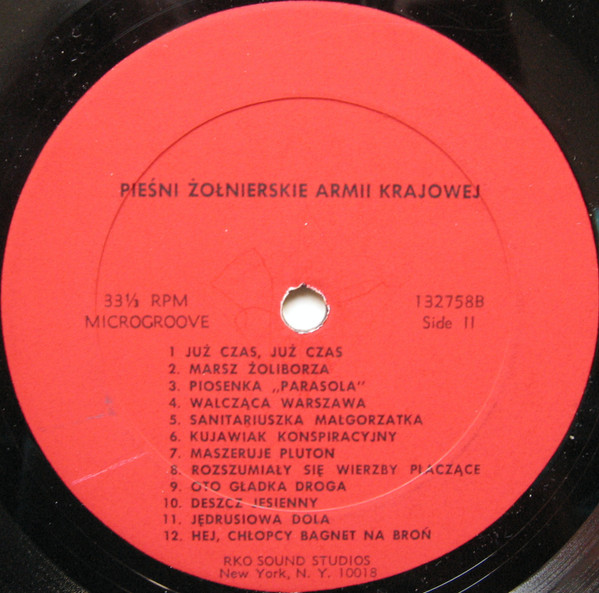 PIEŚNI ŻOŁNIERSKIE ARMII KRAJOWEJ
33⅓ RPM
MICROGROOVE
132758B
Side II
1 JUŻ CZAS, JUŻ CZAS
2. MARSZ ŻOLIBORZA
3. PIOSENKA „PARASOLA"
4. WALCZĄCA WARSZAWA
5. SANITARIUSZKA MAŁGORZATKA
6. KUJAWIAK KONSPIRACYJNY
7. MASZERUJE PLUTON
8. ROZSZUMIAŁY SIĘ WIERZBY PŁACZĄCE
9. OTO GŁADKA DROGA
10. DESZCZ JESIENNY
11. JĘDRUSIOWA DOLA
12. HEJ, CHŁOPCY BAGNET NA BROŃ
RKO SOUND STUDIOS
New York, N. Y. 10018